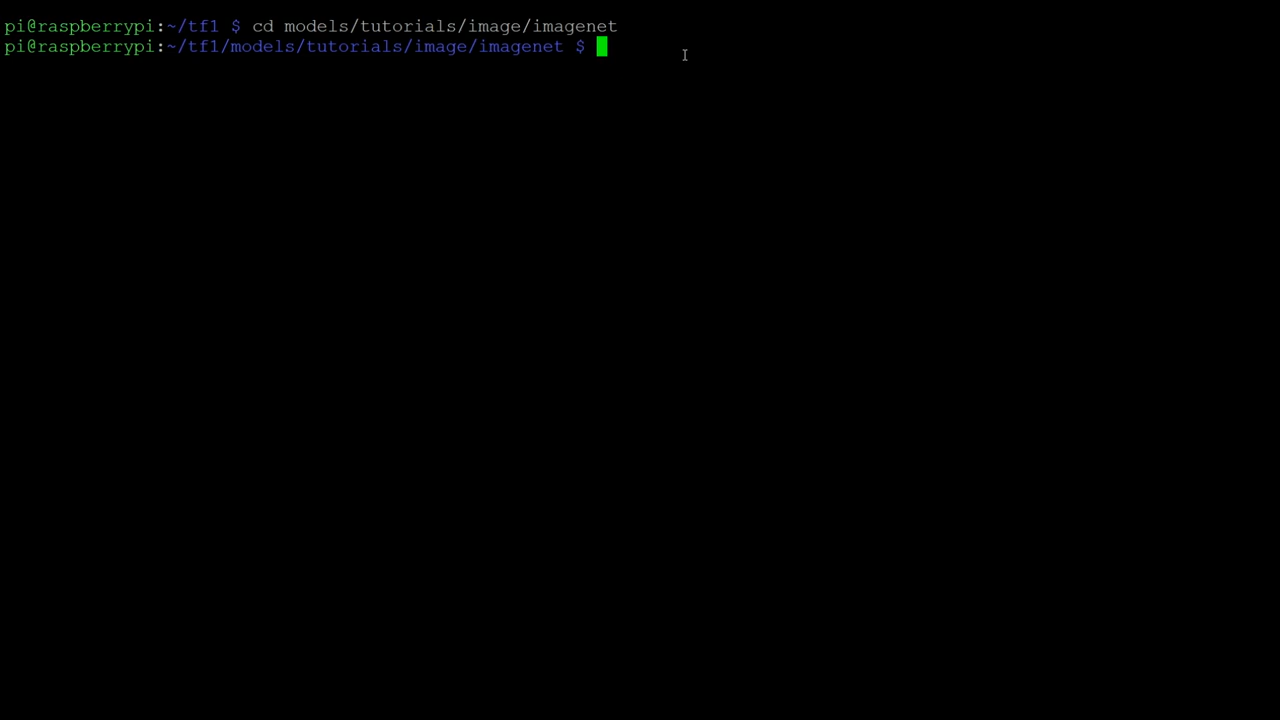 pi@raspberrypi:~/tf1 $ cd models/tutorials/image/imagenet
pi@raspberrypi:~/tf1/models/tutorials/image/imagenet $